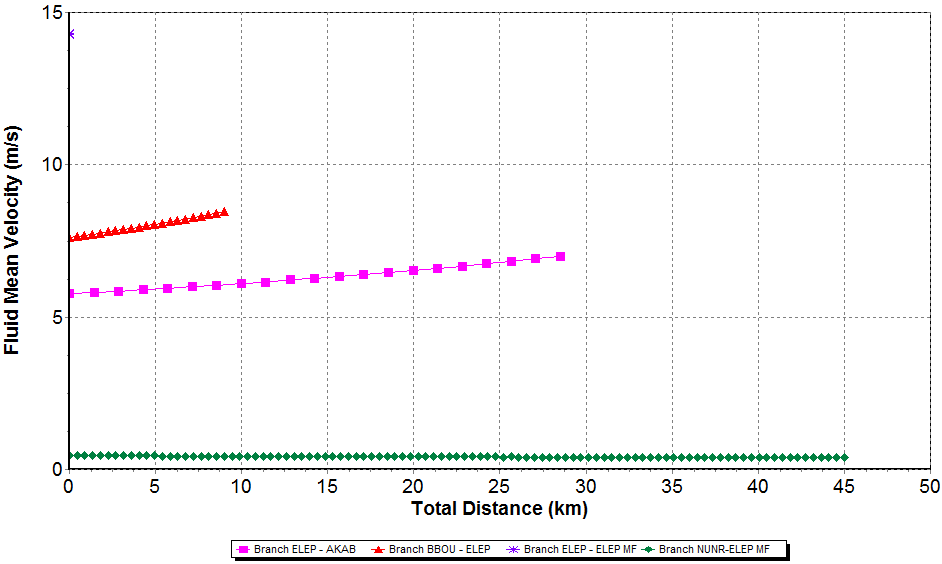 15
10
5
0
Fluid Mean Velocity (m/s)
0 5 10 15 20 25 30 35 40 45 50
Total Distance (km)
Branch ELEP - AKAB Branch BBOU - ELEP Branch ELEP - ELEP MF Branch NUNR-ELEP MF